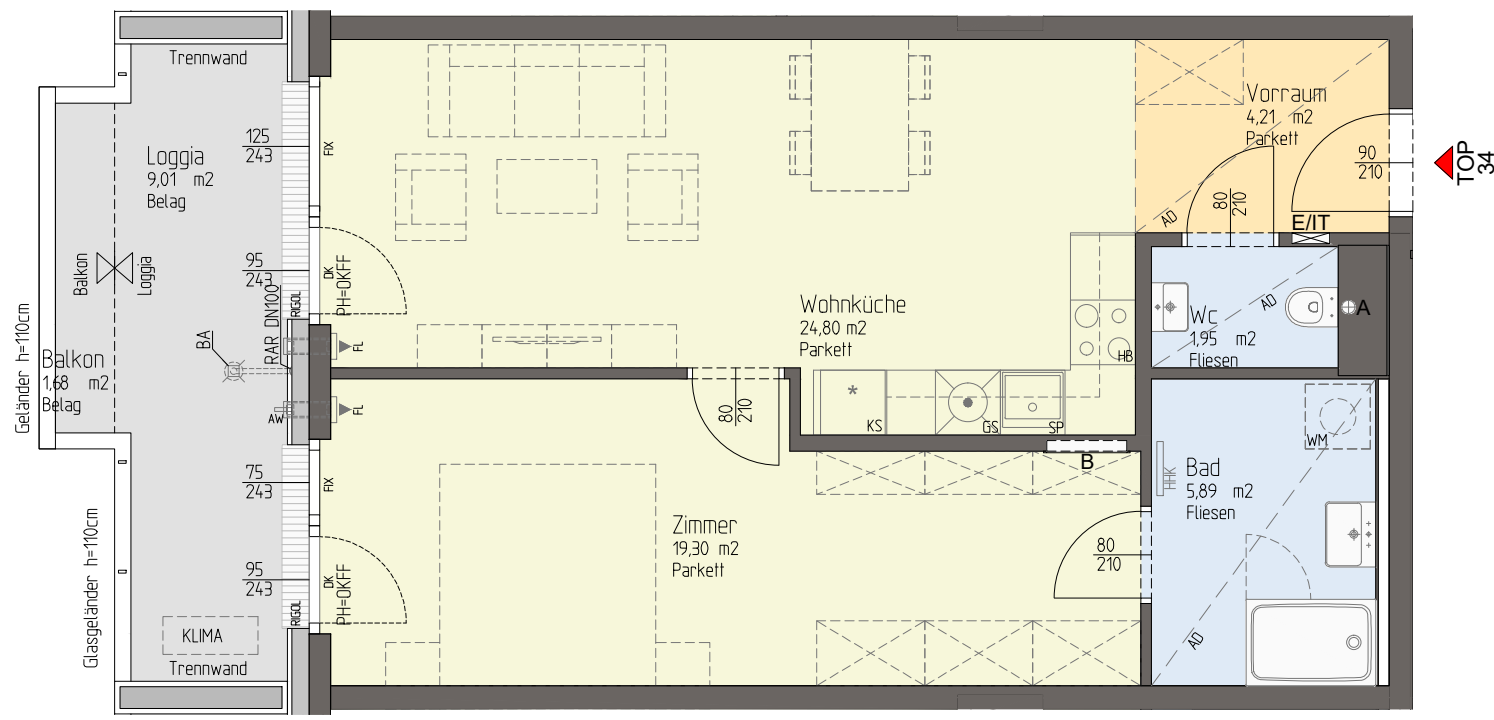 Trennwand
Loggia
9,01 m2
Belag
125
243
FIX
Balkon
Loggia
95
243
DK
PH=OKFF
RIGOL
RAR DN100
BA
FL
Geländer h=110cm
Balkon
1,68 m2
Belag
AW
FL
75
243
FIX
Glasgeländer h=110cm
95
243
DK
PH=OKFF
RIGOL
KLIMA
Trennwand
Wohnküche
24,80 m2
Parkett
HB
*
KS
GS
SP
80
210
B
Zimmer
19,30 m2
Parkett
80
210
Vorraum
4,21 m2
Parkett
AD
80
210
E/IT
90
210
TOP
34
Wc
1,95 m2
Fliesen
AD
A
WM
HHK
Bad
5,89 m2
Fliesen
AD